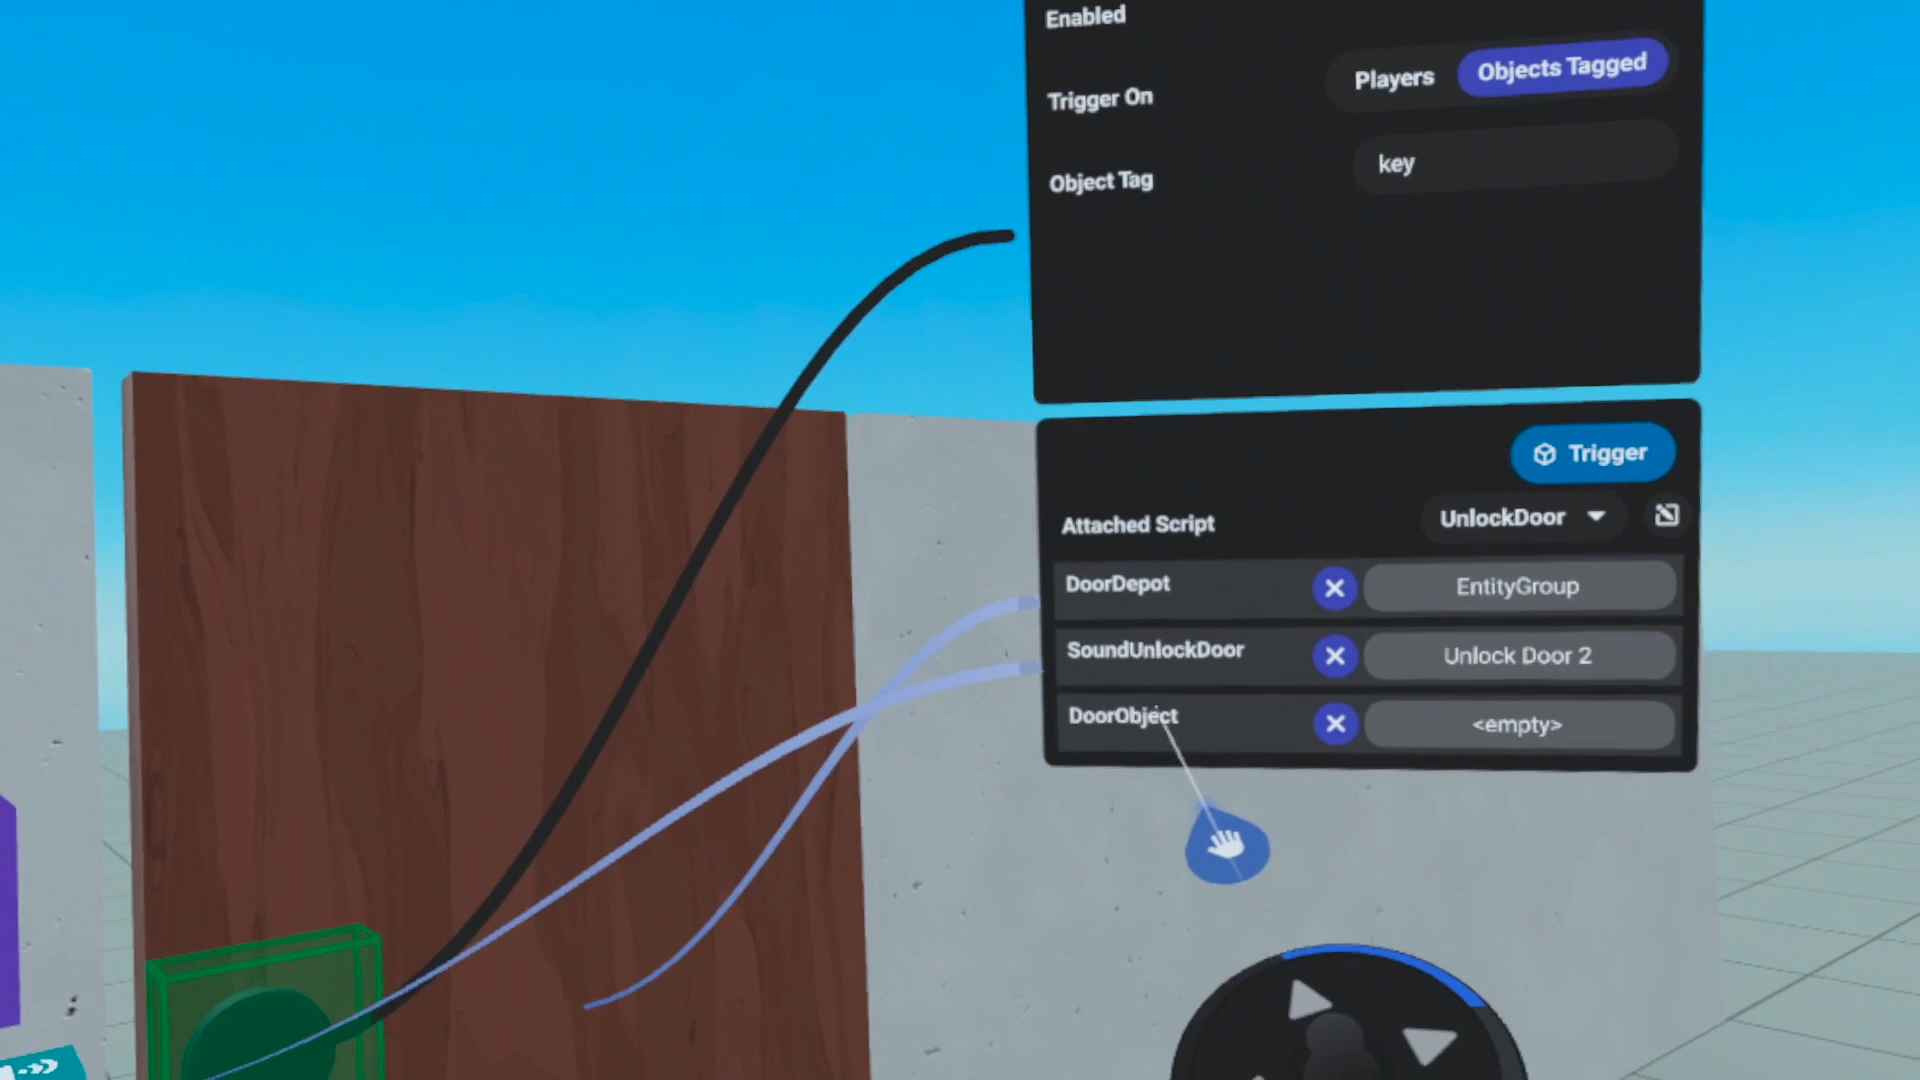 Enabled
Trigger On
Players
Objects Tagged
Object Tag
key
Trigger
Attached Script
UnlockDoor
DoorDepot
EntityGroup
SoundUnlockDoor
Unlock Door 2
DoorObject
<empty>